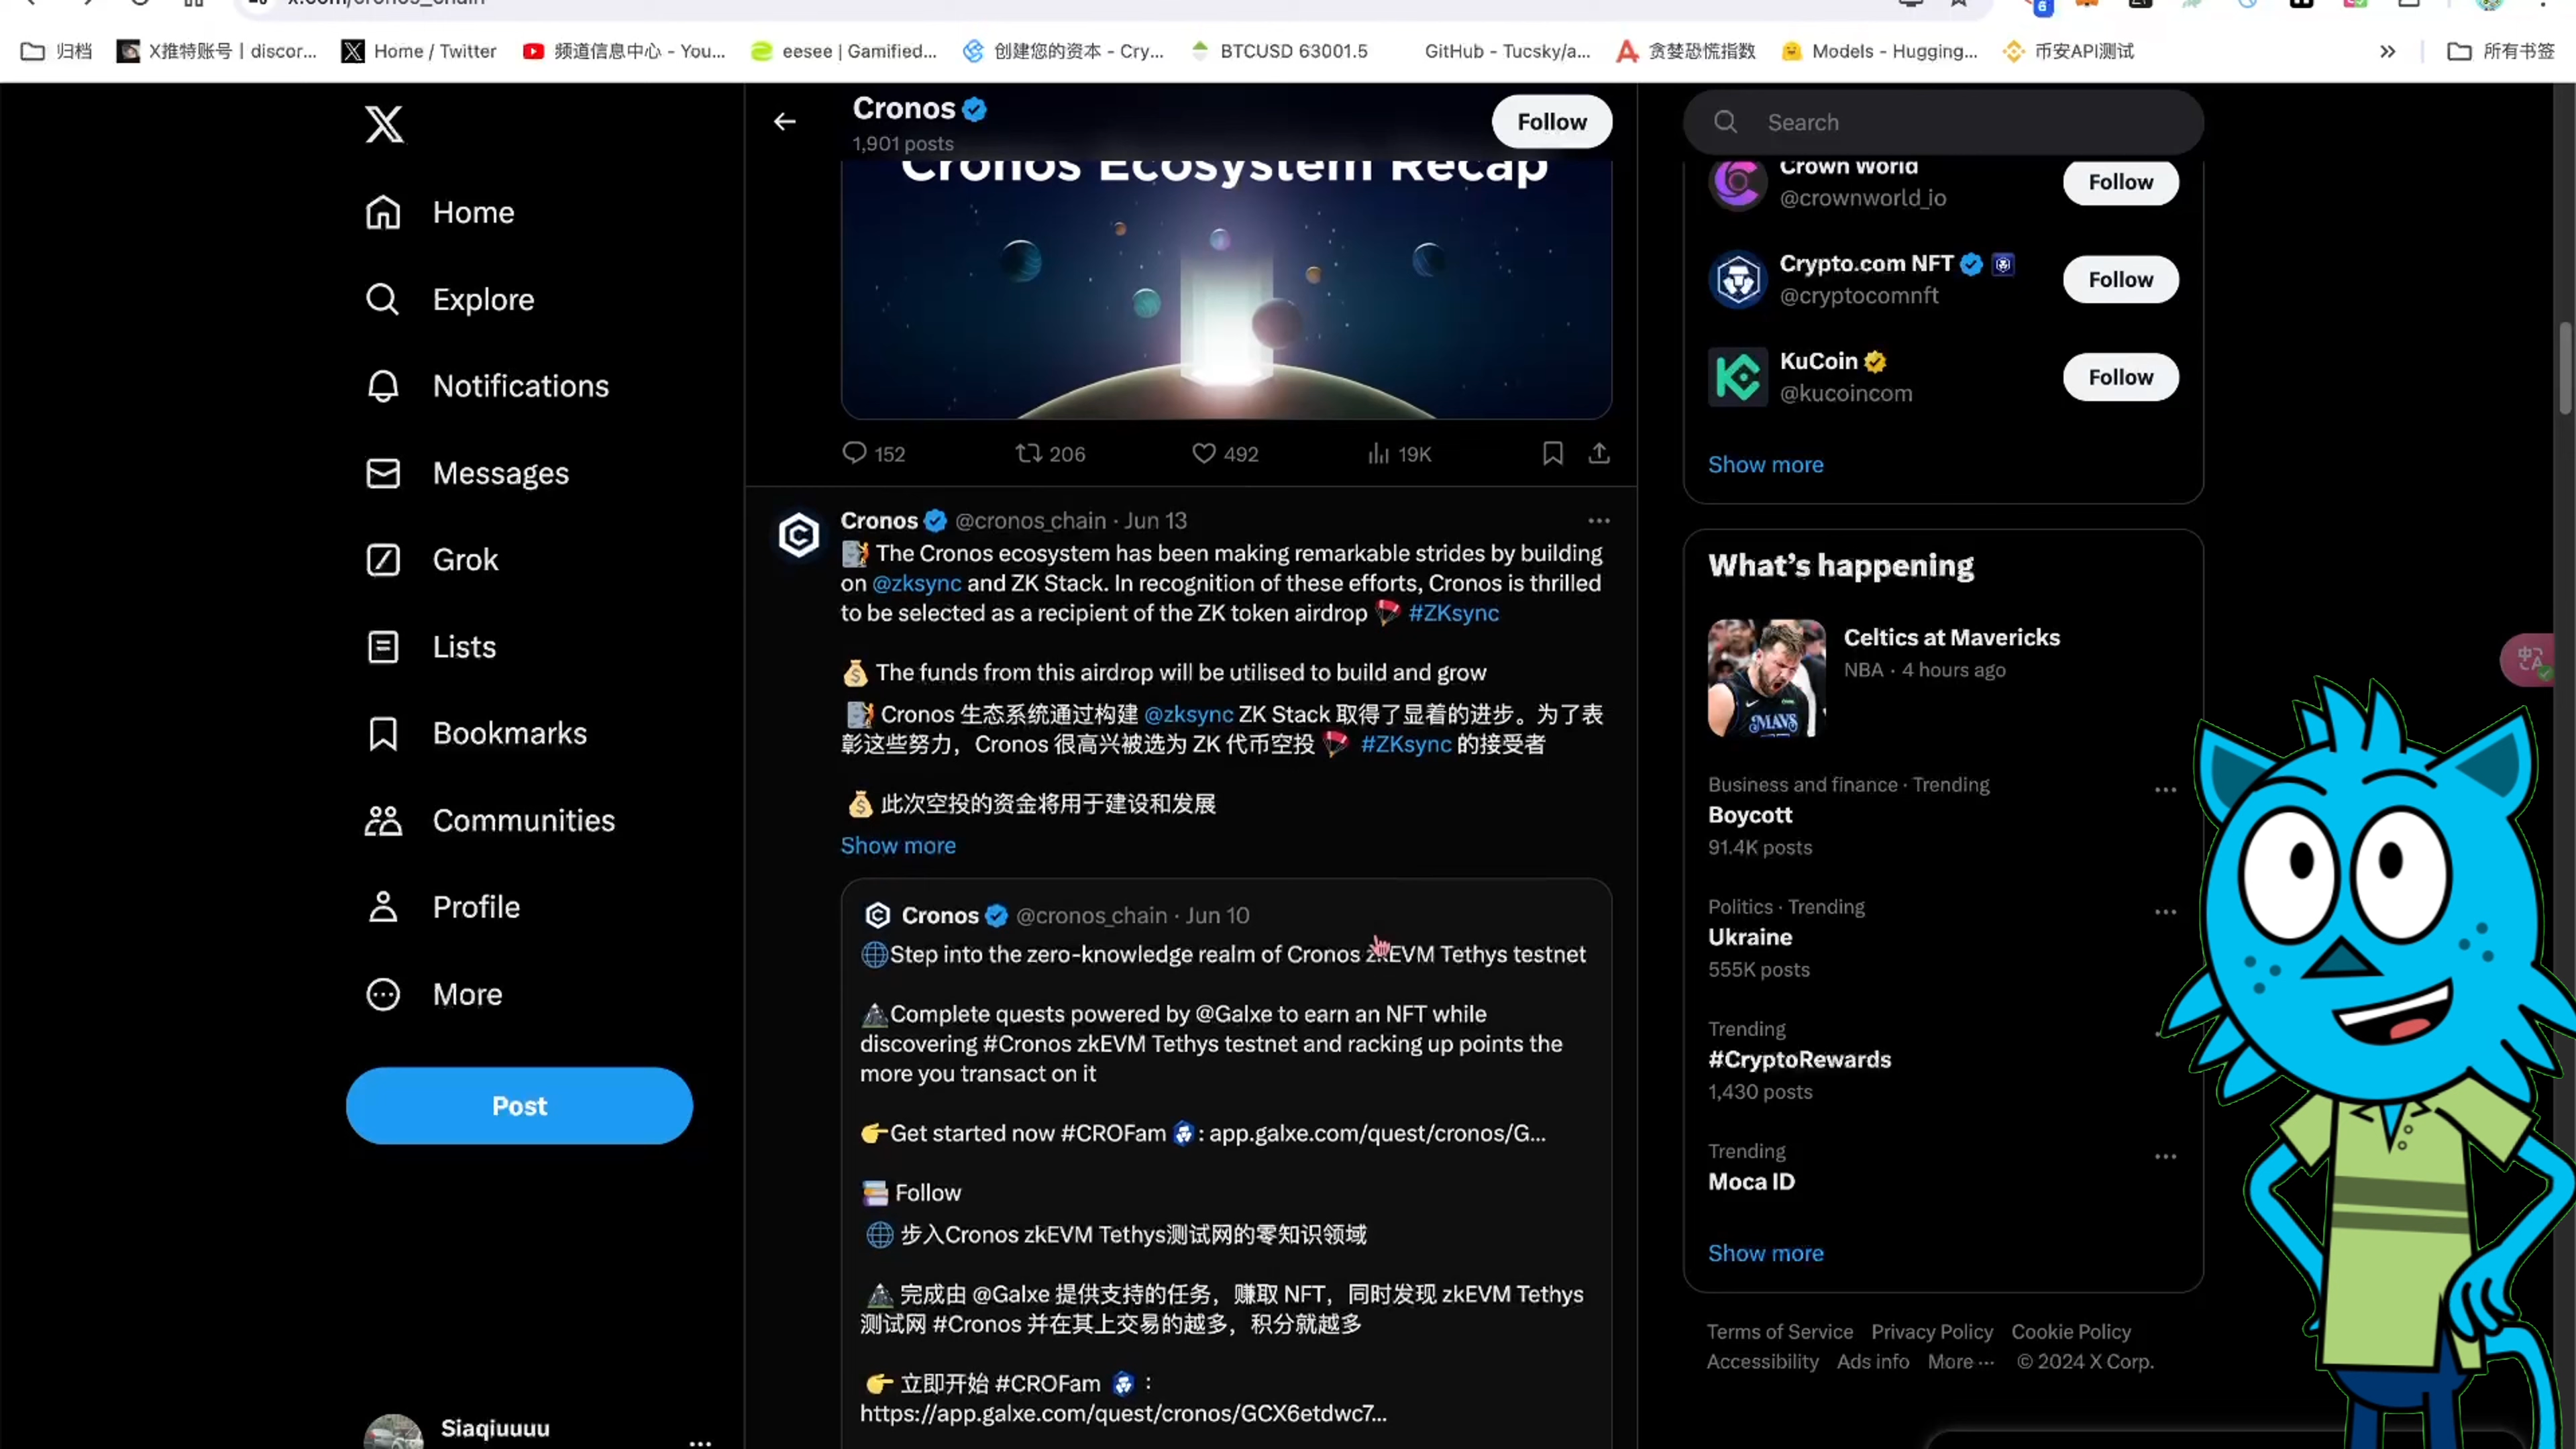 x.com/cronos_chain
归档
X推特账号 | discor...
Home / Twitter
频道信息中心 - You...
eesee | Gamified...
创建您的资本 - Cry...
BTCUSD 63001.5
GitHub - Tucsky/a...
贪婪恐慌指数
Models - Hugging...
币安API测试
所有书签
Home
Explore
Notifications
Messages
Grok
Lists
Bookmarks
Communities
Profile
More
Post
Siaqiuuuu
Cronos
1,901 posts
Follow
Cronos Ecosystem Recap
152 206 492 19K
Cronos @cronos_chain · Jun 13
The Cronos ecosystem has been making remarkable strides by building
on @zksync and ZK Stack. In recognition of these efforts, Cronos is thrilled
to be selected as a recipient of the ZK token airdrop #ZKsync
The funds from this airdrop will be utilised to build and grow
Cronos 生态系统通过构建 @zksync ZK Stack 取得了显着的进步。为了表
彰这些努力，Cronos 很高兴被选为 ZK 代币空投 #ZKsync 的接受者
此次空投的资金将用于建设和发展
Show more
Cronos @cronos_chain · Jun 10
Step into the zero-knowledge realm of Cronos zkEVM Tethys testnet
Complete quests powered by @Galxe to earn an NFT while
discovering #Cronos zkEVM Tethys testnet and racking up points the
more you transact on it
Get started now #CROFam : app.galxe.com/quest/cronos/G...
Follow
步入Cronos zkEVM Tethys测试网的零知识领域
完成由 @Galxe 提供支持的任务，赚取 NFT，同时发现 zkEVM Tethys
测试网 #Cronos 并在其上交易的越多，积分就越多
立即开始 #CROFam ：
https://app.galxe.com/quest/cronos/GCX6etdwc7...
Search
Crown World
@crownworld_io
Follow
Crypto.com NFT
@cryptocomnft
Follow
KuCoin
@kucoincom
Follow
Show more
What's happening
Celtics at Mavericks
NBA · 4 hours ago
MAVS
Business and finance · Trending
Boycott
91.4K posts
Politics · Trending
Ukraine
555K posts
Trending
#CryptoRewards
1,430 posts
Trending
Moca ID
Show more
Terms of Service Privacy Policy Cookie Policy
Accessibility Ads info More ··· © 2024 X Corp.